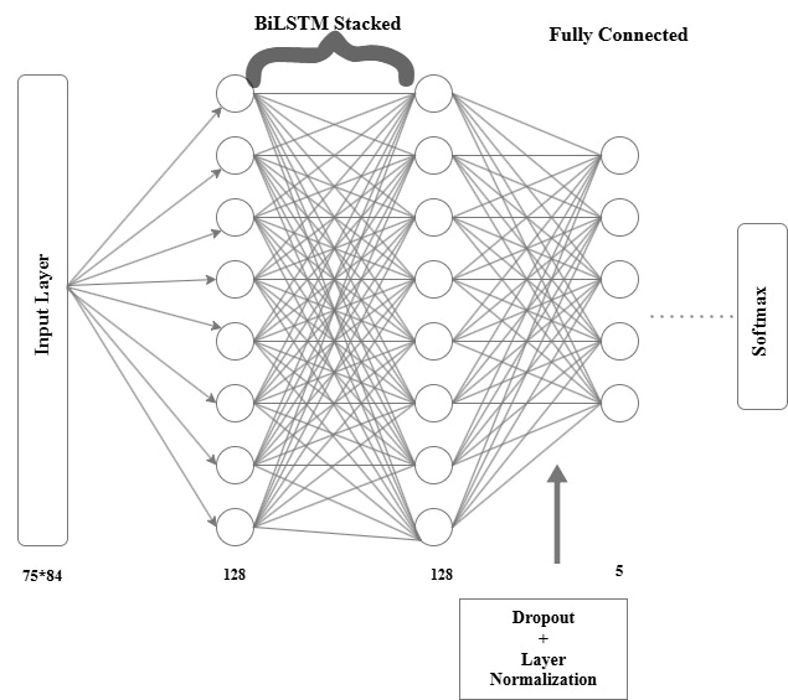 BiLSTM Stacked
Fully Connected
Input Layer
Softmax
75*84
128
128
5
Dropout
+
Layer
Normalization